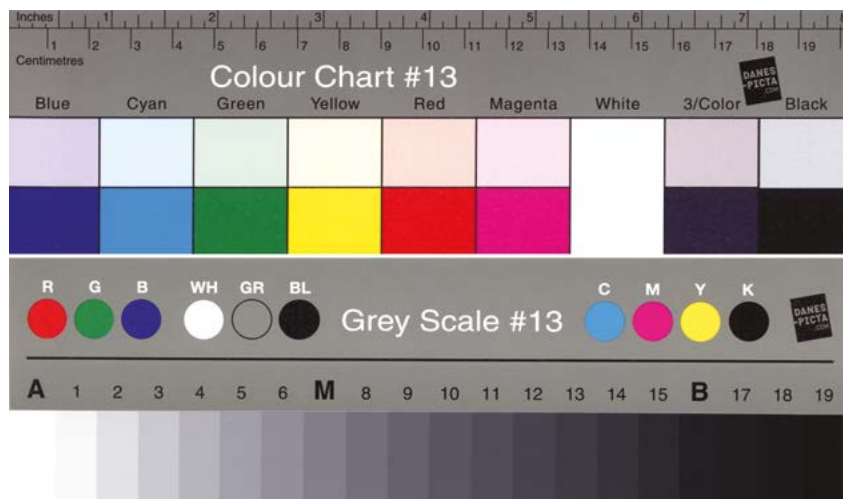 Inches 1 2 3 4 5 6 7 8
1 2 3 4 5 6 7 8 9 10 11 12 13 14 15 16 17 18 19
Centimetres
Colour Chart #13
DANES
-PICTA
.COM
Blue Cyan Green Yellow Red Magenta White 3/Color Black
R G B WH GR BL C M Y K
Grey Scale #13
DANES
-PICTA
.COM
A 1 2 3 4 5 6 M 8 9 10 11 12 13 14 15 B 17 18 19